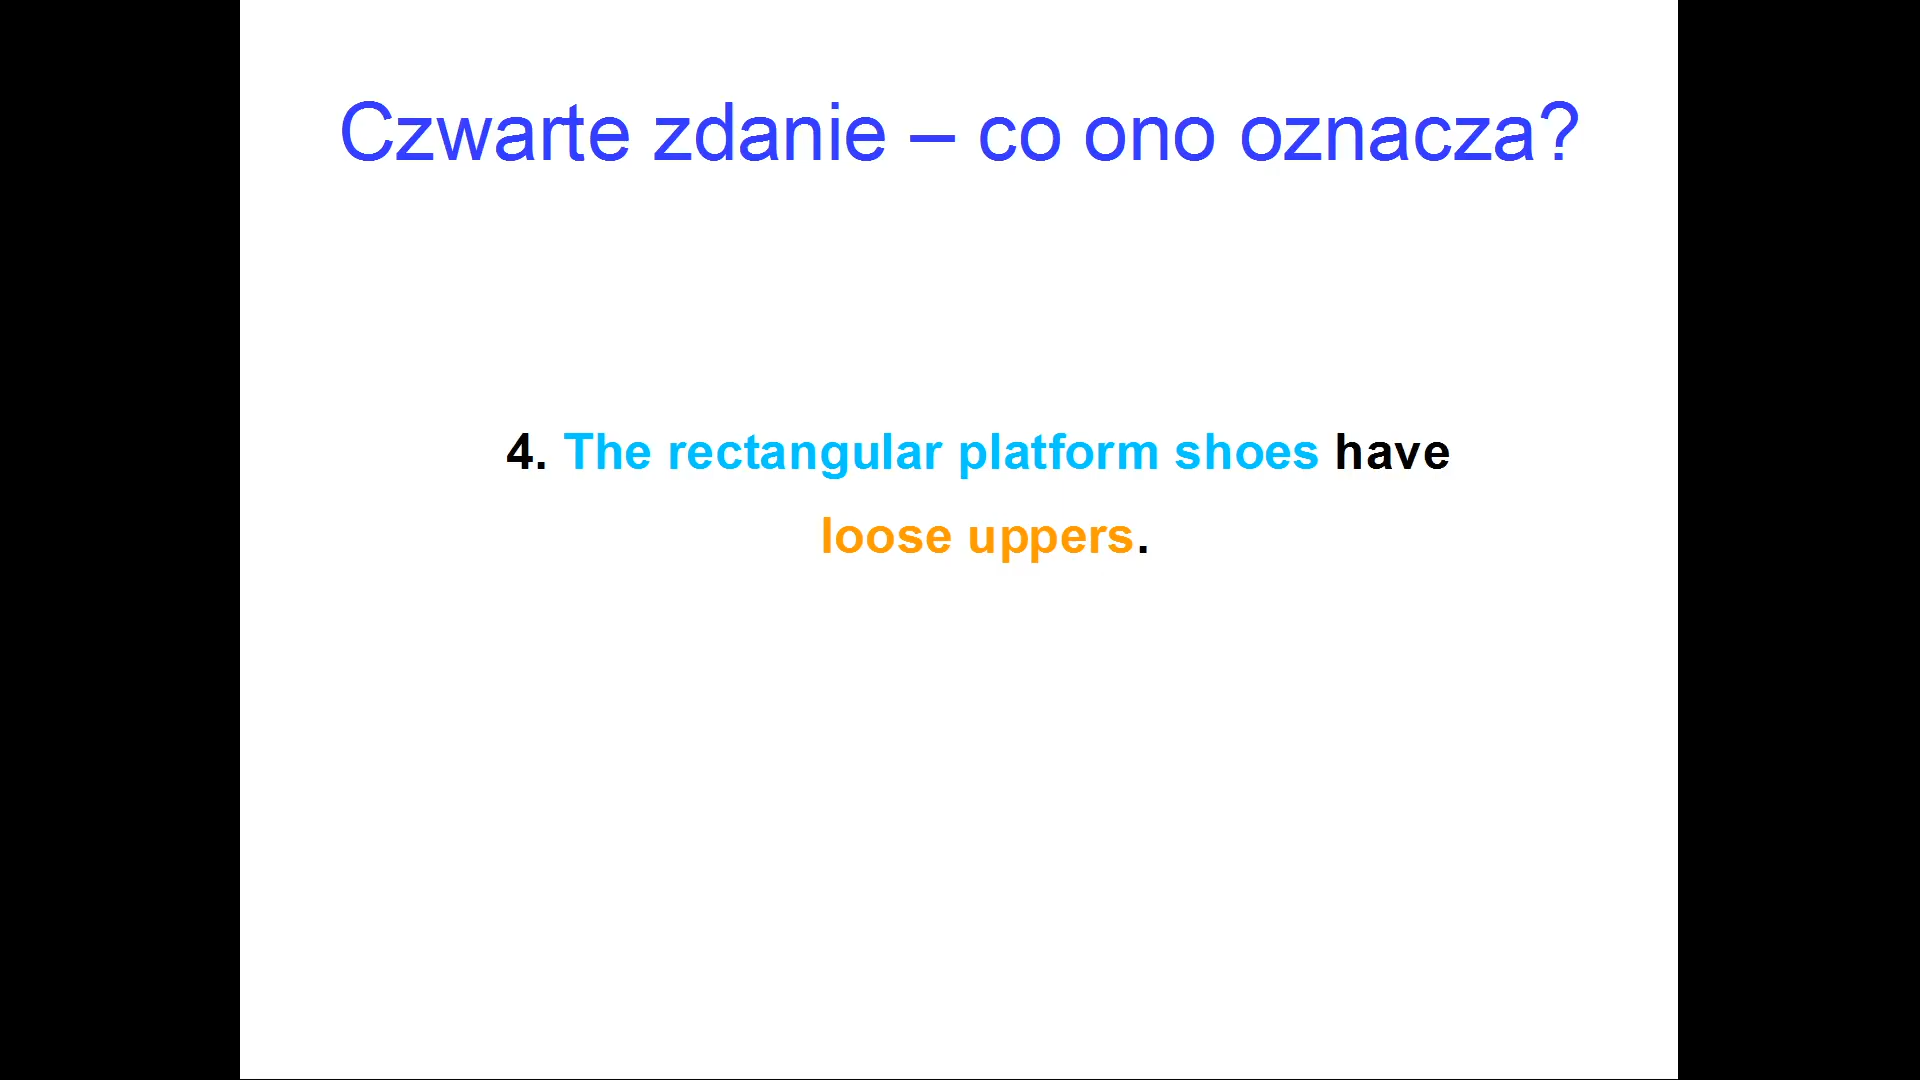 Czwarte zdanie – co ono oznacza?
4. The rectangular platform shoes have
loose uppers.